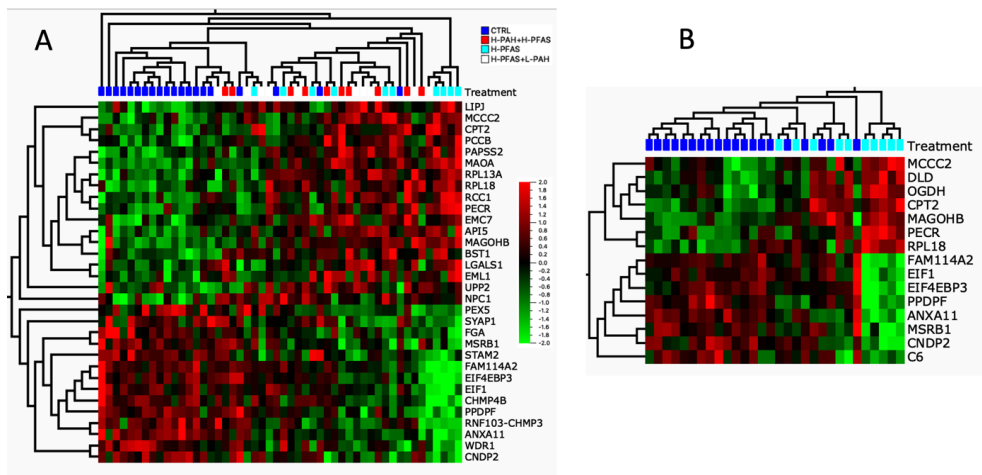 A
CTRL
H-PAH+H-PFAS
H-PFAS
H-PFAS+L-PAH
Treatment
LIPJ
MCCC2
CPT2
PCCB
PAPSS2
MAOA
RPL13A
RPL18
RCC1
PECR
EMC7
API5
MAGOHB
BST1
LGALS1
EML1
UPP2
NPC1
PEX5
SYAP1
FGA
MSRB1
STAM2
FAM114A2
EIF4EBP3
EIF1
CHMP4B
PPDPF
RNF103-CHMP3
ANXA11
WDR1
CNDP2
2.0
1.6
1.2
1.0
0.8
0.6
0.4
0.2
0.0
-0.2
-0.4
-0.6
-0.8
-1.0
-1.2
-1.4
-1.6
-1.8
-2.0
B
Treatment
MCCC2
DLD
OGDH
CPT2
MAGOHB
PECR
RPL18
FAM114A2
EIF1
EIF4EBP3
PPDPF
ANXA11
MSRB1
CNDP2
C6